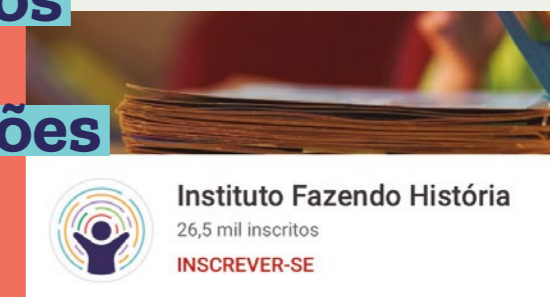 os
ões
Instituto Fazendo História
26,5 mil inscritos
INSCREVER-SE